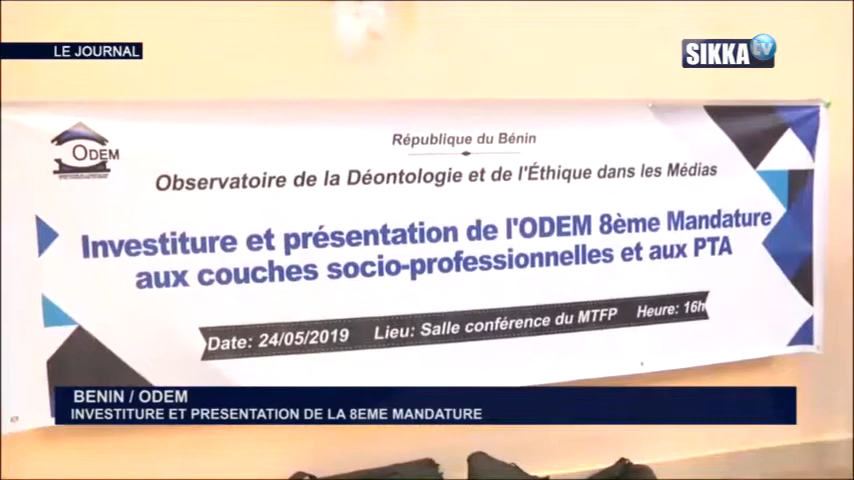 LE JOURNAL
SIKKA tv
ODEM
République du Bénin
Observatoire de la Déontologie et de l'Éthique dans les Médias
Investiture et présentation de l'ODEM 8ème Mandature
aux couches socio-professionnelles et aux PTA
Date: 24/05/2019 Lieu: Salle conférence du MTFP Heure: 16h
BENIN / ODEM
INVESTITURE ET PRESENTATION DE LA 8EME MANDATURE